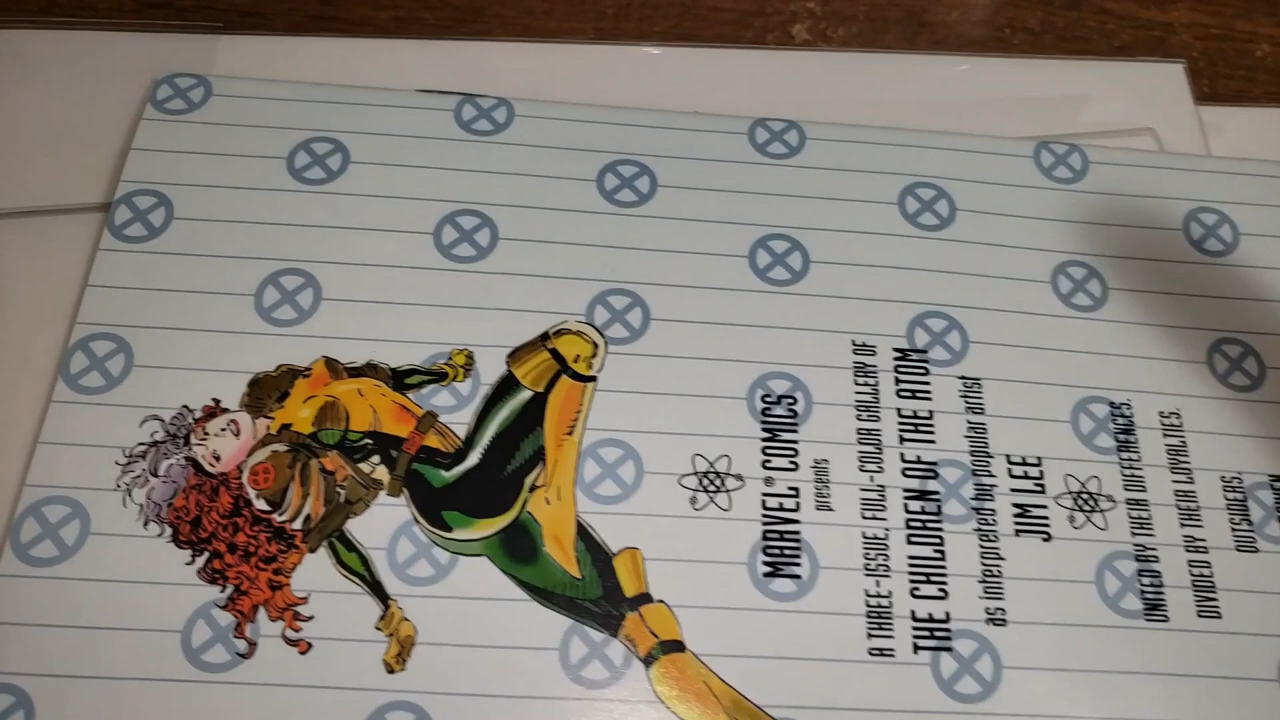 MARVEL® COMICS
presents
A THREE-ISSUE, FULL-COLOR GALLERY OF
THE CHILDREN OF THE ATOM
as interpreted by popular artist
JIM LEE
UNITED BY THEIR DIFFERENCES.
DIVIDED BY THEIR LOYALTIES.
OUTSIDERS.